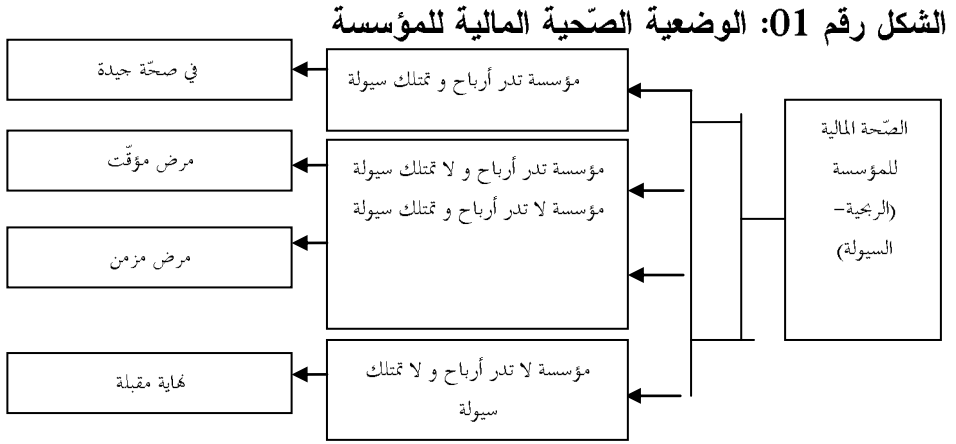 الشكل رقم 01: الوضعية الصّحية المالية للمؤسسة
الصّحة المالية
للمؤسسة
(الربحية-
السيولة)
مؤسسة تدر أرباح و تمتلك سيولة
في صحّة جيدة
مؤسسة تدر أرباح و لا تمتلك سيولة
مؤسسة لا تدر أرباح و تمتلك سيولة
مرض مؤقّت
مرض مزمن
مؤسسة لا تدر أرباح و لا تمتلك
سيولة
نهاية مقبلة